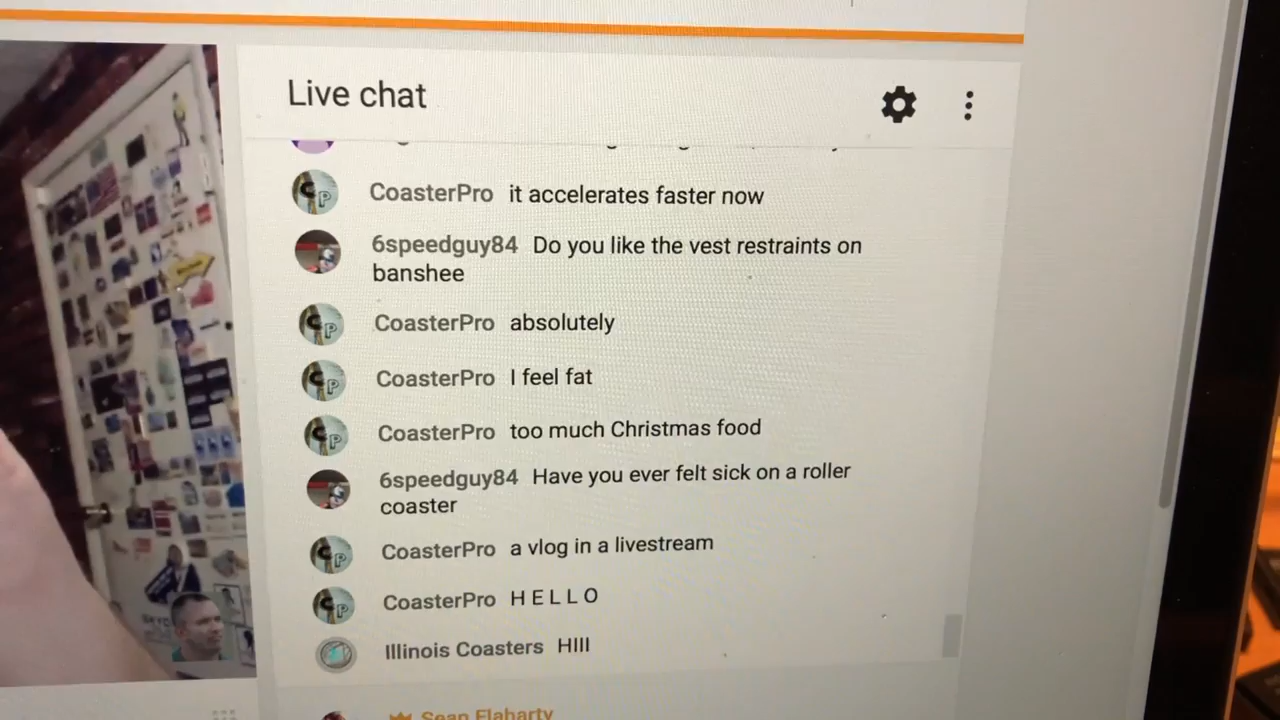 Live chat
CoasterPro it accelerates faster now
6speedguy84 Do you like the vest restraints on
banshee
CoasterPro absolutely
CoasterPro I feel fat
CoasterPro too much Christmas food
6speedguy84 Have you ever felt sick on a roller
coaster
CoasterPro a vlog in a livestream
CoasterPro H E L L O
Illinois Coasters HIII
Sean Flaharty